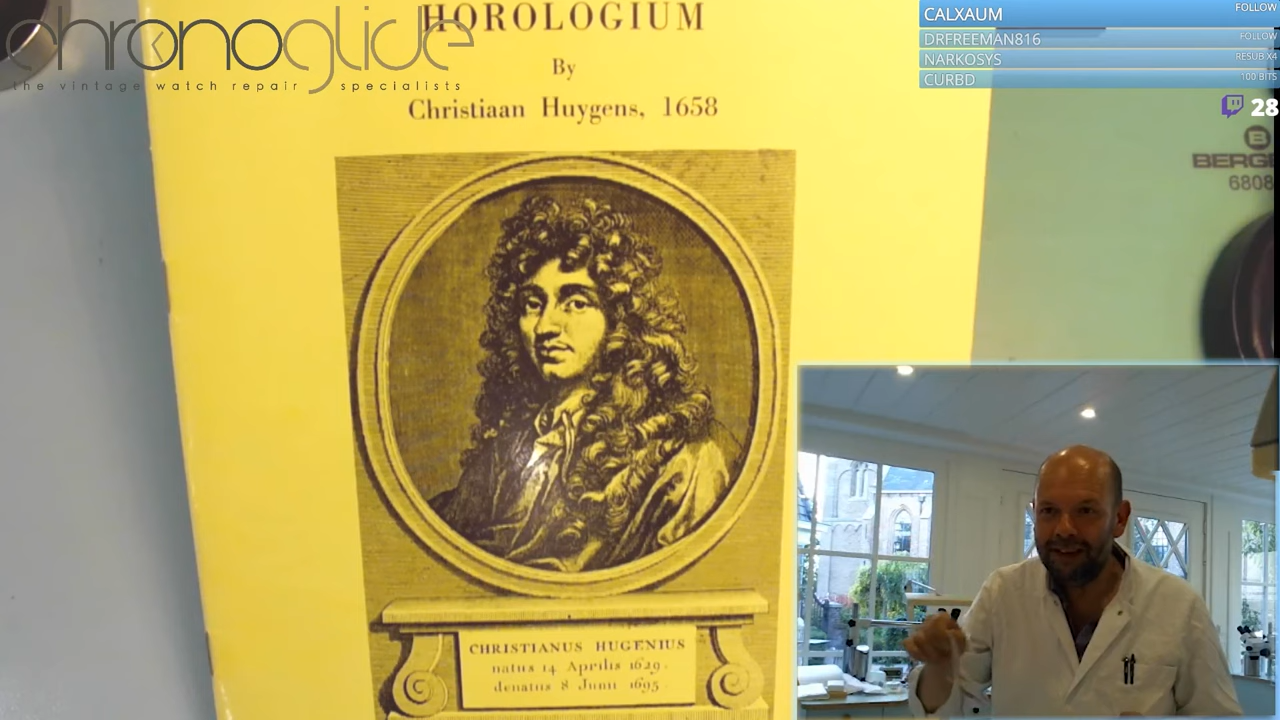 chronoglide
the vintage watch repair specialists
HOROLOGIUM
By
Christiaan Huygens, 1658
CHRISTIANUS HUGENIUS
natus 14 Aprilis 1629.
denatus 8 Junii 1695.
CALXAUM FOLLOW
DRFREEMAN816 FOLLOW
NARKOSYS RESUB X4
CURBD 100 BITS
28
B
6808